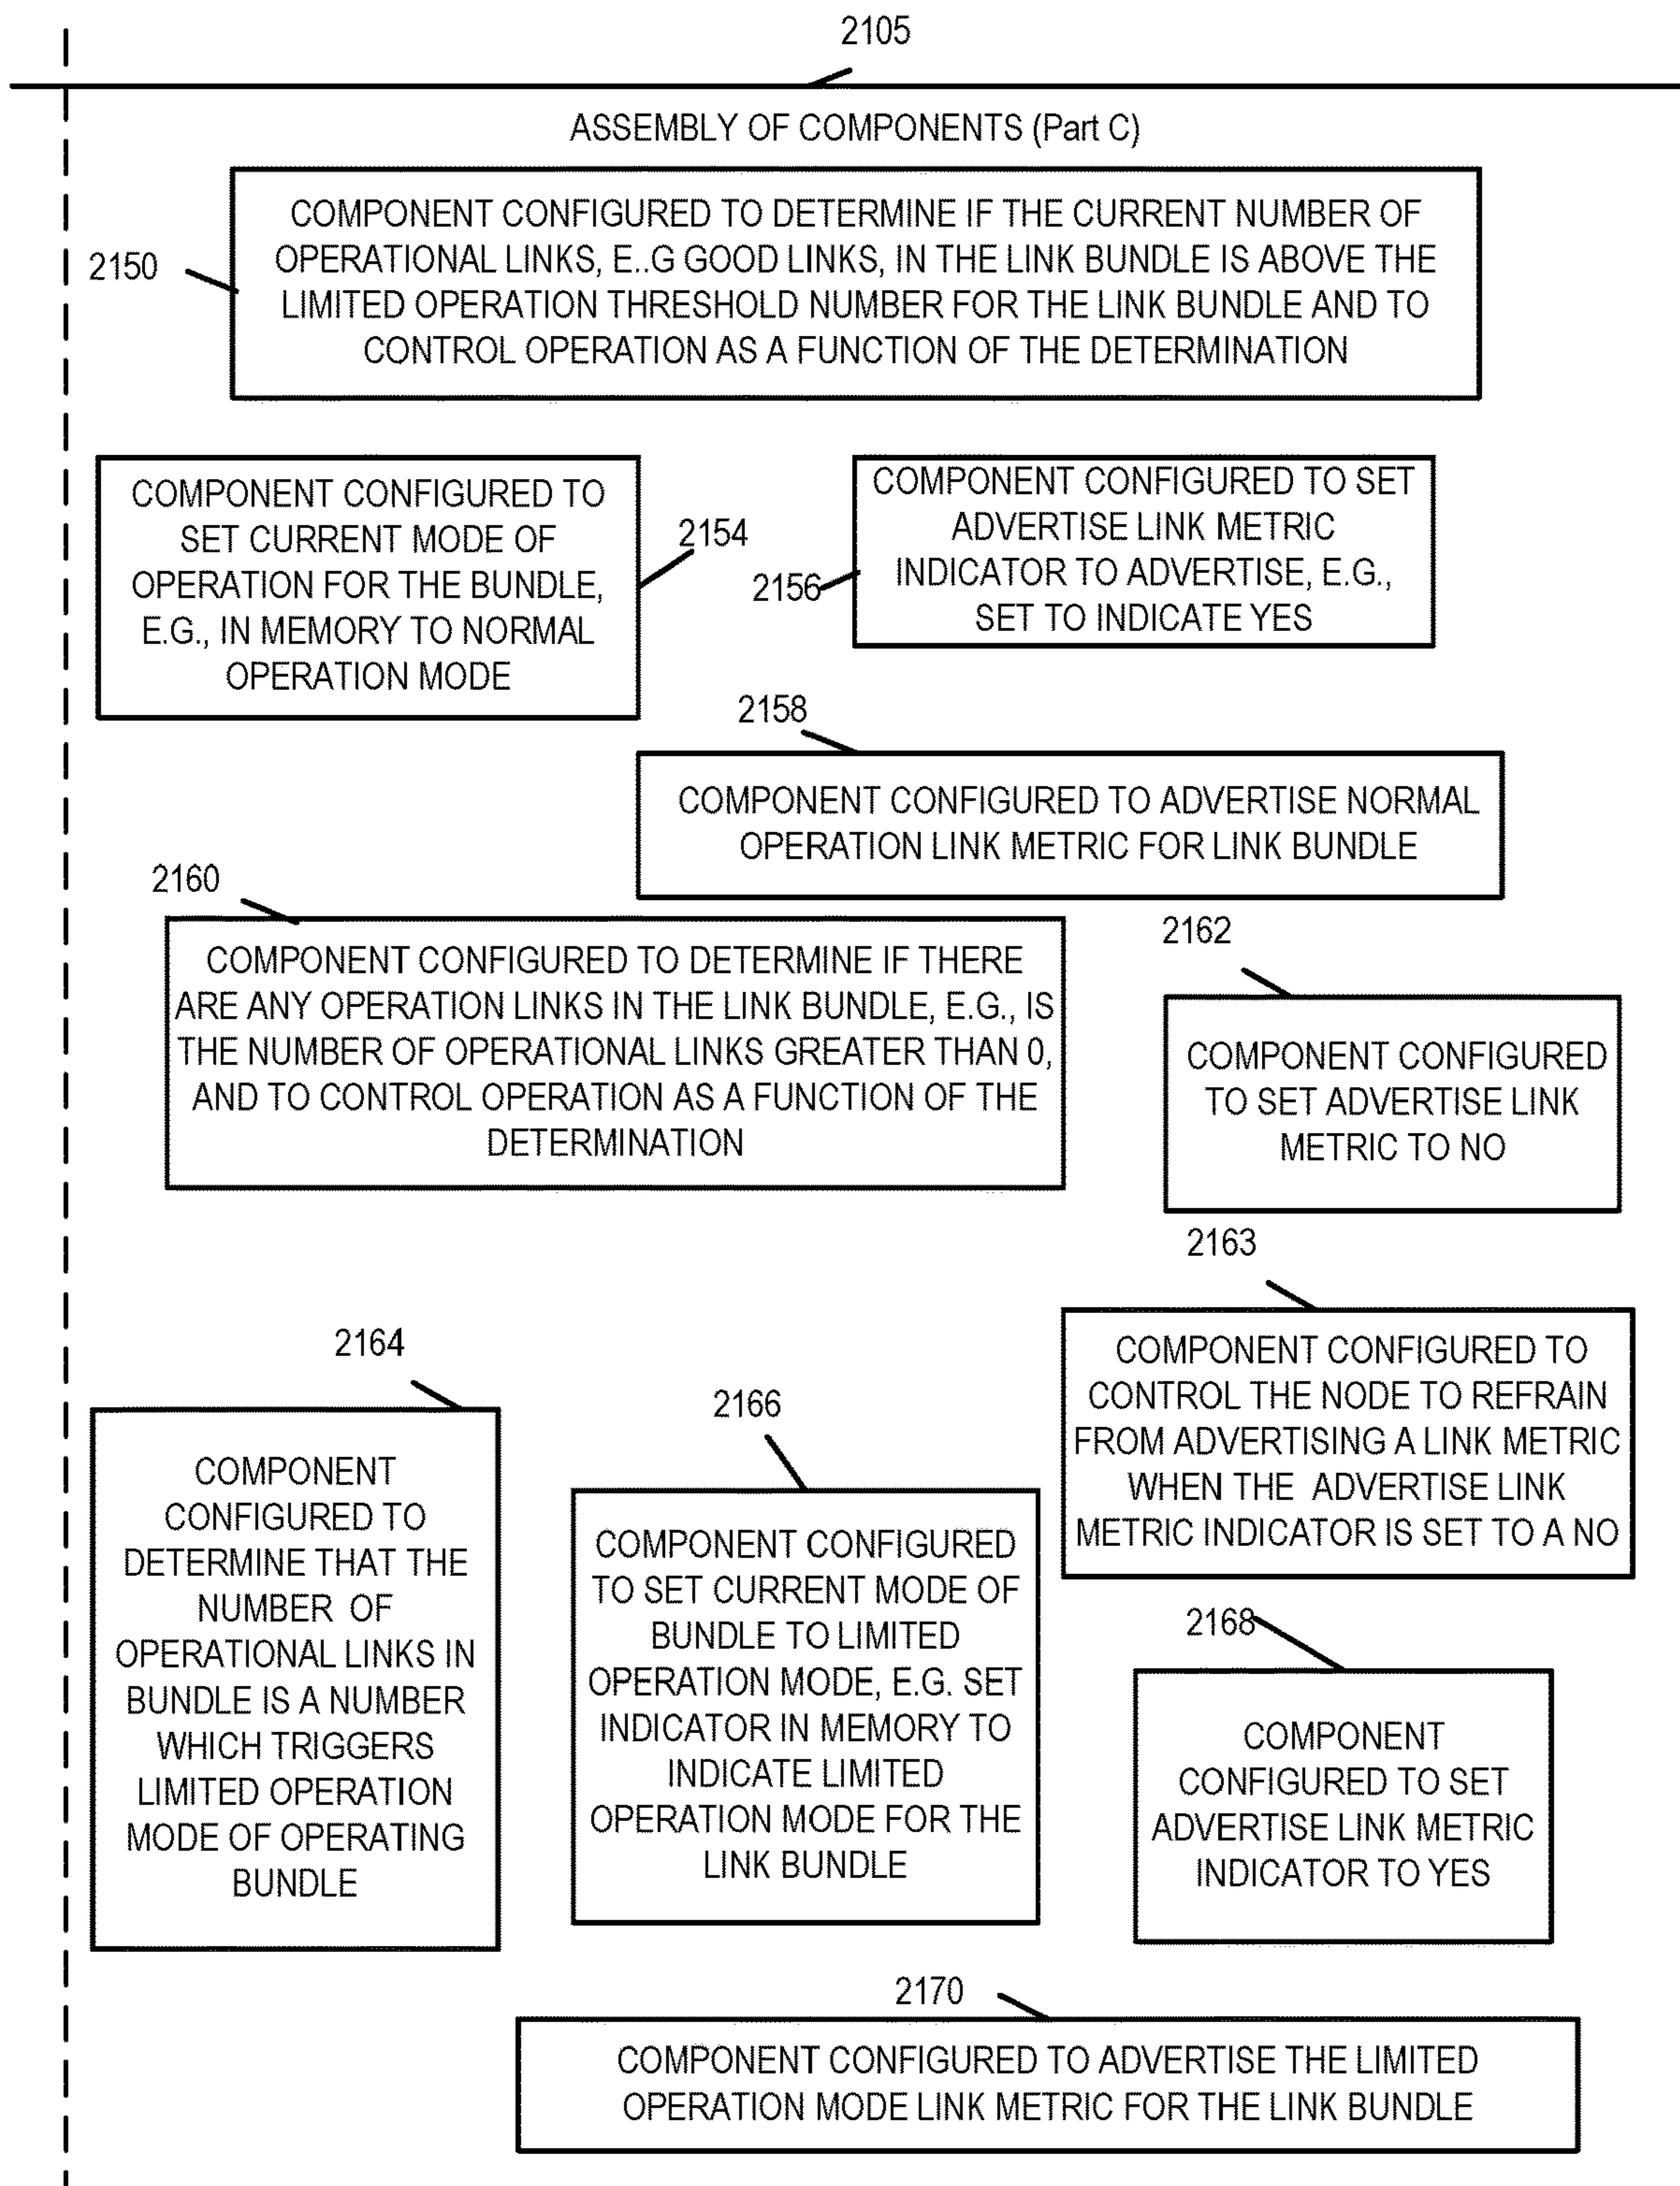 2105
ASSEMBLY OF COMPONENTS (Part C)
2150
COMPONENT CONFIGURED TO DETERMINE IF THE CURRENT NUMBER OF
OPERATIONAL LINKS, E..G GOOD LINKS, IN THE LINK BUNDLE IS ABOVE THE
LIMITED OPERATION THRESHOLD NUMBER FOR THE LINK BUNDLE AND TO
CONTROL OPERATION AS A FUNCTION OF THE DETERMINATION
COMPONENT CONFIGURED TO
SET CURRENT MODE OF
OPERATION FOR THE BUNDLE,
E.G., IN MEMORY TO NORMAL
OPERATION MODE
2154
2156
COMPONENT CONFIGURED TO SET
ADVERTISE LINK METRIC
INDICATOR TO ADVERTISE, E.G.,
SET TO INDICATE YES
2158
COMPONENT CONFIGURED TO ADVERTISE NORMAL
OPERATION LINK METRIC FOR LINK BUNDLE
2160
COMPONENT CONFIGURED TO DETERMINE IF THERE
ARE ANY OPERATION LINKS IN THE LINK BUNDLE, E.G., IS
THE NUMBER OF OPERATIONAL LINKS GREATER THAN 0,
AND TO CONTROL OPERATION AS A FUNCTION OF THE
DETERMINATION
2162
COMPONENT CONFIGURED
TO SET ADVERTISE LINK
METRIC TO NO
2163
COMPONENT CONFIGURED TO
CONTROL THE NODE TO REFRAIN
FROM ADVERTISING A LINK METRIC
WHEN THE ADVERTISE LINK
METRIC INDICATOR IS SET TO A NO
2164
COMPONENT
CONFIGURED TO
DETERMINE THAT THE
NUMBER OF
OPERATIONAL LINKS IN
BUNDLE IS A NUMBER
WHICH TRIGGERS
LIMITED OPERATION
MODE OF OPERATING
BUNDLE
2166
COMPONENT CONFIGURED
TO SET CURRENT MODE OF
BUNDLE TO LIMITED
OPERATION MODE, E.G. SET
INDICATOR IN MEMORY TO
INDICATE LIMITED
OPERATION MODE FOR THE
LINK BUNDLE
2168
COMPONENT
CONFIGURED TO SET
ADVERTISE LINK METRIC
INDICATOR TO YES
2170
COMPONENT CONFIGURED TO ADVERTISE THE LIMITED
OPERATION MODE LINK METRIC FOR THE LINK BUNDLE